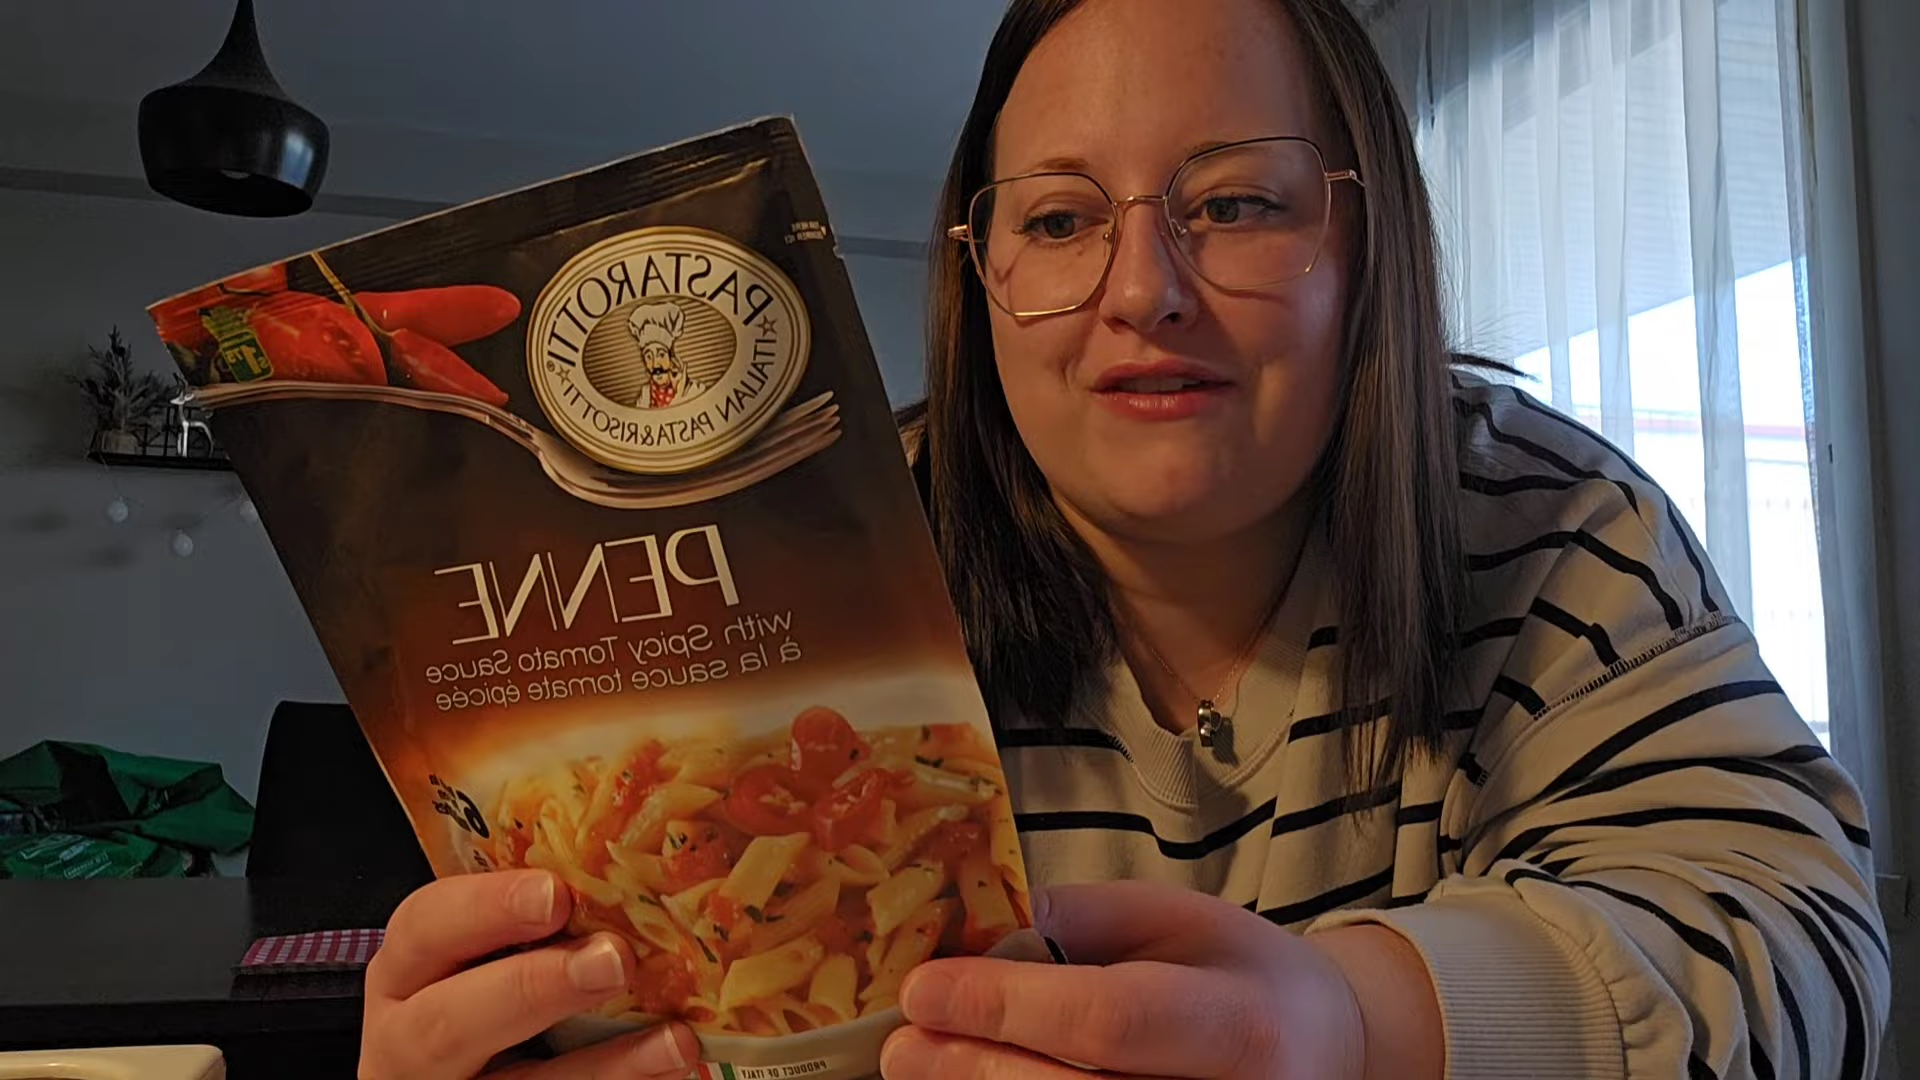 PASTAROTTI®
ITALIAN PASTA&RISOTTI
PENNE
with Spicy Tomato Sauce
à la sauce tomate épicée
PRODUCT OF ITALY